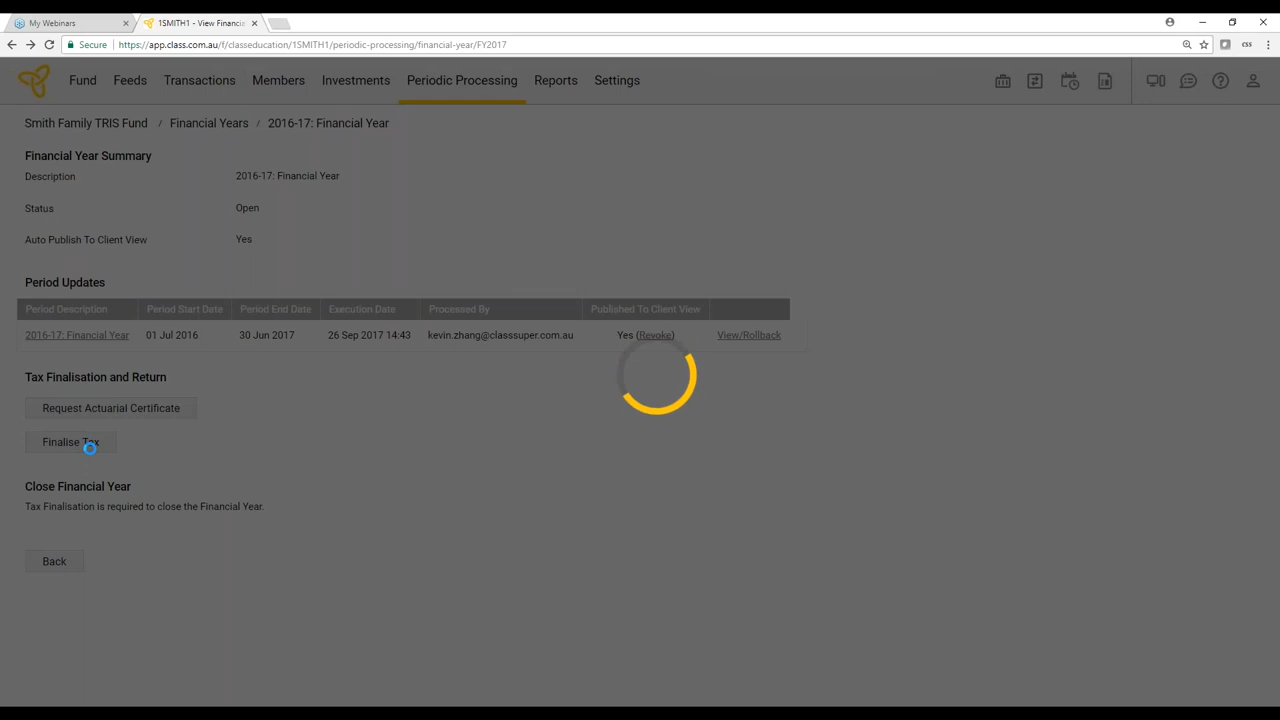 My Webinars
1SMITH1 - View Financia
Secure
https://app.class.com.au/f/classeducation/1SMITH1/periodic-processing/financial-year/FY2017
css
Fund Feeds Transactions Members Investments Periodic Processing Reports Settings
Smith Family TRIS Fund / Financial Years / 2016-17: Financial Year
Financial Year Summary
Description 2016-17: Financial Year
Status Open
Auto Publish To Client View Yes
Period Updates
Period Description Period Start Date Period End Date Execution Date Processed By Published To Client View
2016-17: Financial Year 01 Jul 2016 30 Jun 2017 26 Sep 2017 14:43 kevin.zhang@classsuper.com.au Yes (Revoke) View/Rollback
Tax Finalisation and Return
Request Actuarial Certificate
Finalise Tax
Close Financial Year
Tax Finalisation is required to close the Financial Year.
Back